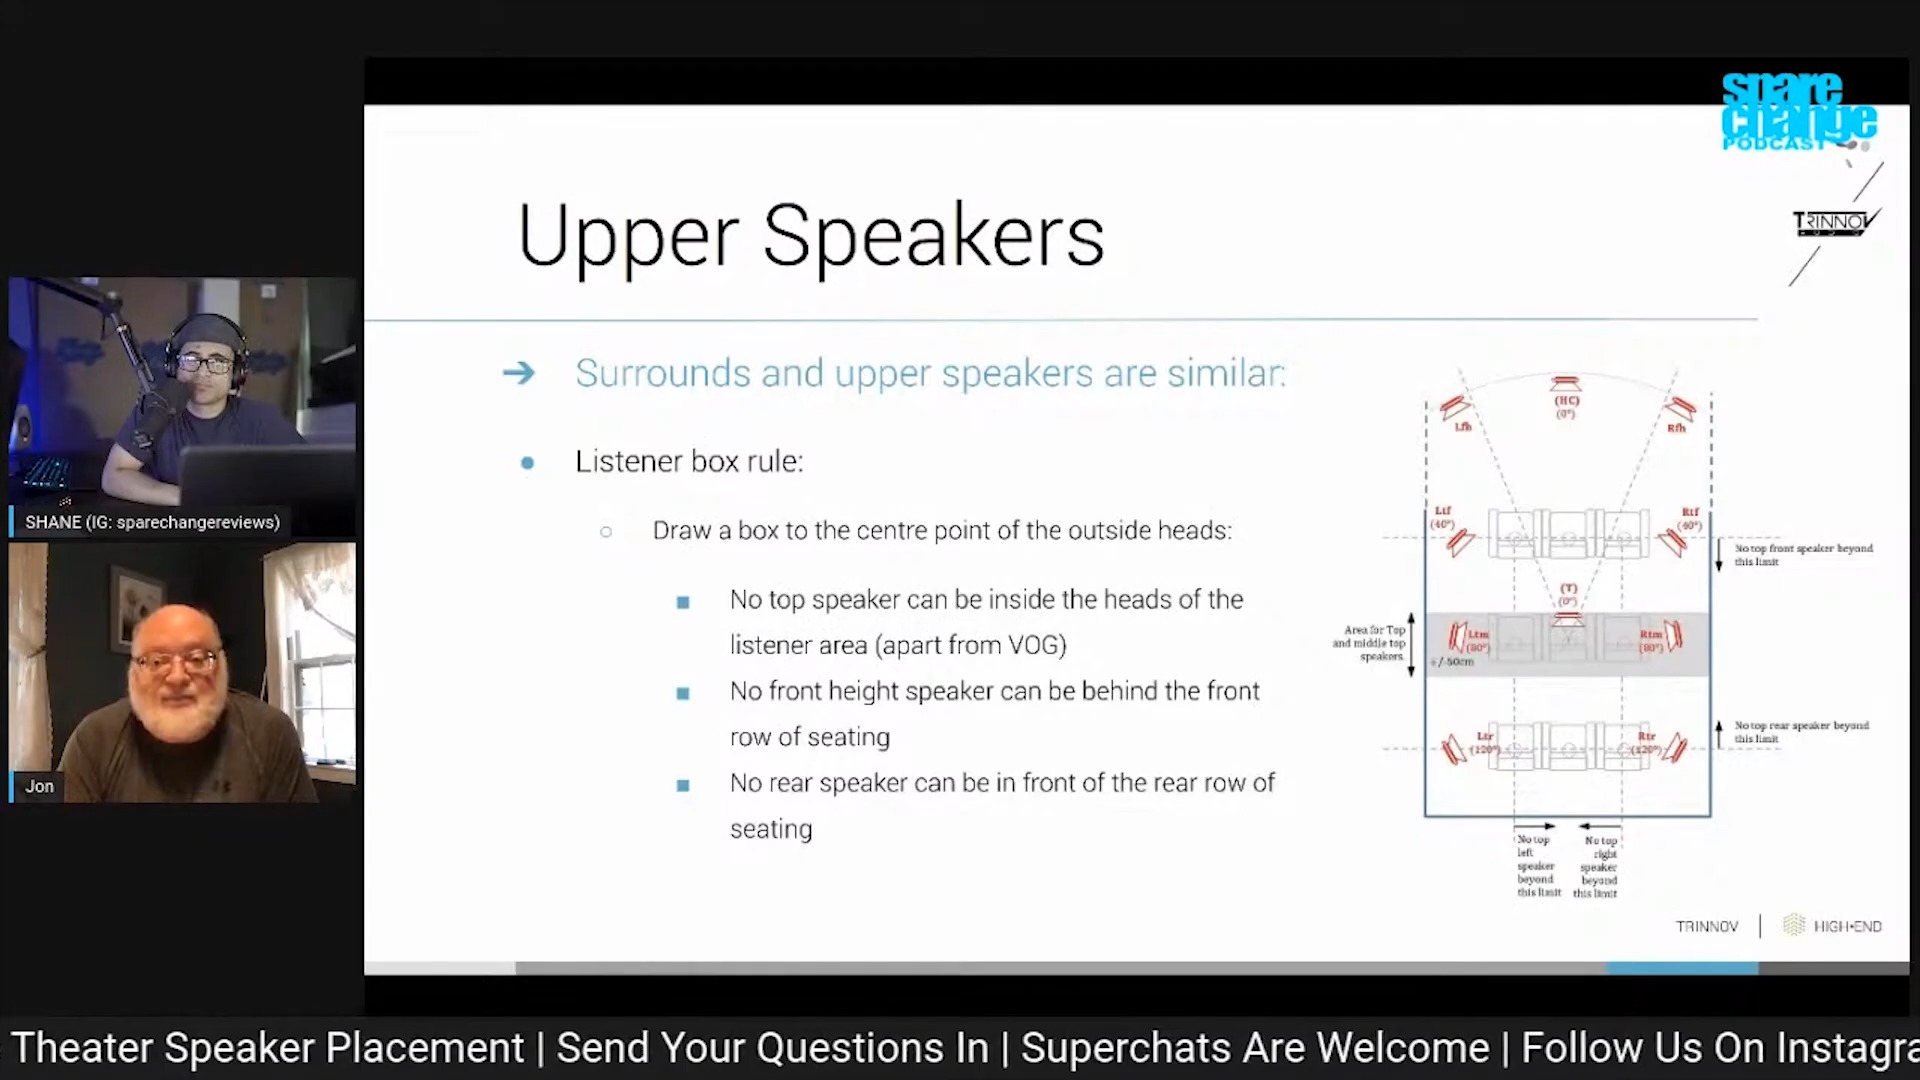 spare
change
PODCAST
TRINNOV
AUDIO
Upper Speakers
➔ Surrounds and upper speakers are similar:
Listener box rule:
Draw a box to the centre point of the outside heads:
No top speaker can be inside the heads of the
listener area (apart from VOG)
No front height speaker can be behind the front
row of seating
No rear speaker can be in front of the rear row of
seating
(HC)
(0°)
Lfh
Rfh
Ltf
(40°)
Rtf
(40°)
No top front speaker beyond
this limit
(T)
(0°)
Area for Top
and middle top
speakers.
+/-50cm
Ltm
(80°)
Rtm
(80°)
No top rear speaker beyond
this limit
Ltr
(120°)
Rtr
(120°)
No top
left
speaker
beyond
this limit
No top
right
speaker
beyond
this limit
TRINNOV | HIGH•END
SHANE (IG: sparechangereviews)
Jon
Theater Speaker Placement | Send Your Questions In | Superchats Are Welcome | Follow Us On Instagra